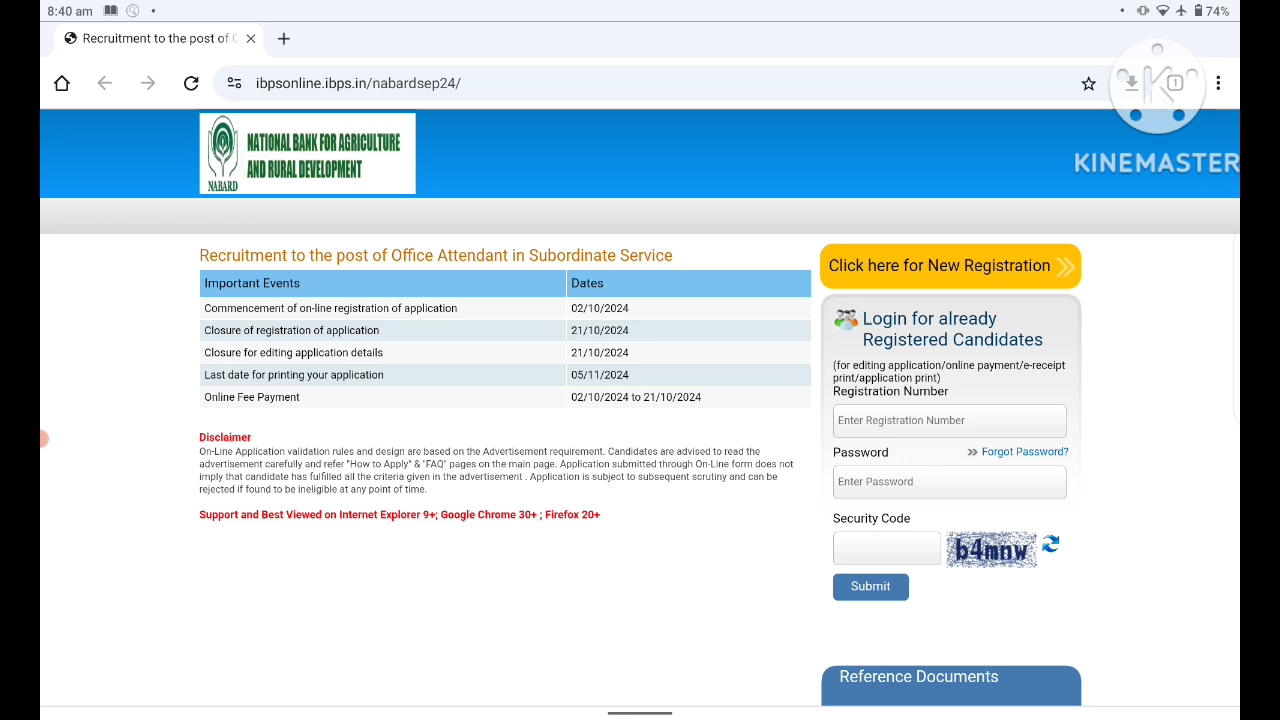 8:40 am
74%
Recruitment to the post of
ibpsonline.ibps.in/nabardsep24/
1
NATIONAL BANK FOR AGRICULTURE
AND RURAL DEVELOPMENT
NABARD
KINEMASTER
Recruitment to the post of Office Attendant in Subordinate Service
Important Events Dates
Commencement of on-line registration of application 02/10/2024
Closure of registration of application 21/10/2024
Closure for editing application details 21/10/2024
Last date for printing your application 05/11/2024
Online Fee Payment 02/10/2024 to 21/10/2024
Disclaimer
On-Line Application validation rules and design are based on the Advertisement requirement. Candidates are advised to read the
advertisement carefully and refer "How to Apply" & "FAQ" pages on the main page. Application submitted through On-Line form does not
imply that candidate has fulfilled all the criteria given in the advertisement . Application is subject to subsequent scrutiny and can be
rejected if found to be ineligible at any point of time.
Support and Best Viewed on Internet Explorer 9+; Google Chrome 30+ ; Firefox 20+
Click here for New Registration
Login for already
Registered Candidates
(for editing application/online payment/e-receipt
print/application print)
Registration Number
Enter Registration Number
Password Forgot Password?
Enter Password
Security Code
b4mnw
Submit
Reference Documents